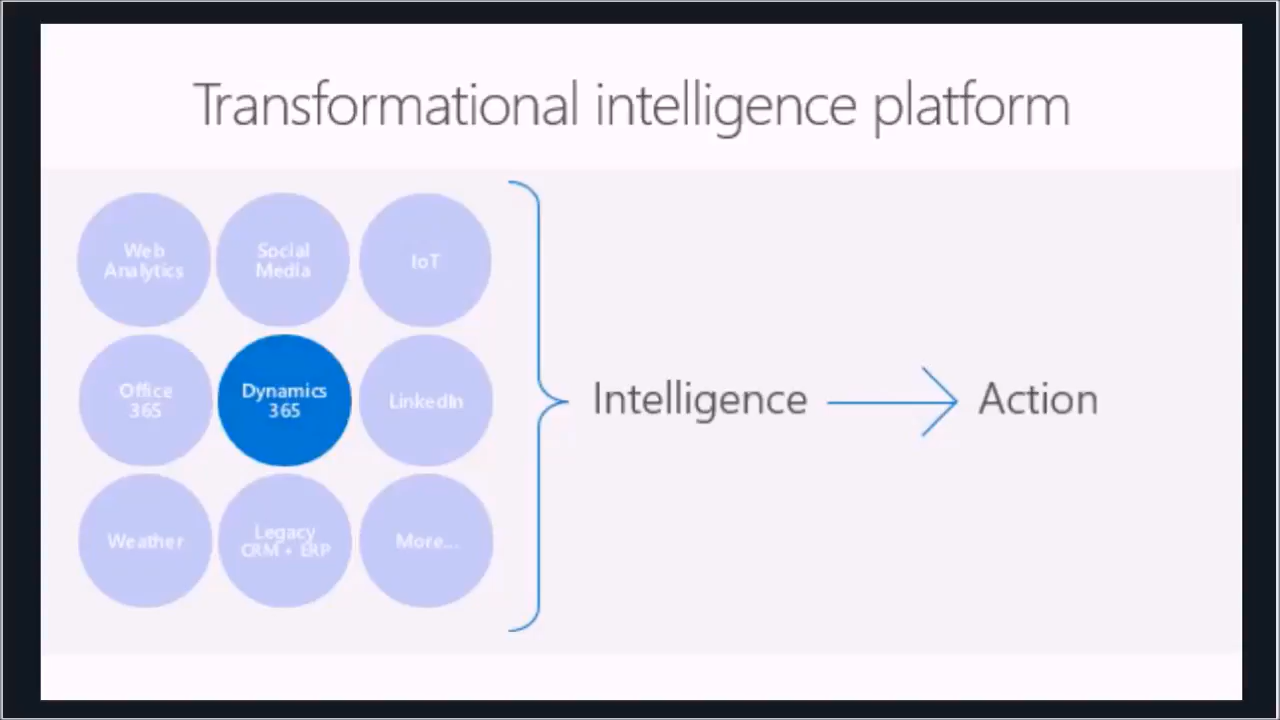 Transformational intelligence platform
Web
Analytics
Social
Media
IoT
Office
365
Dynamics
365
LinkedIn
Weather
Legacy
CRM + ERP
More...
Intelligence
Action